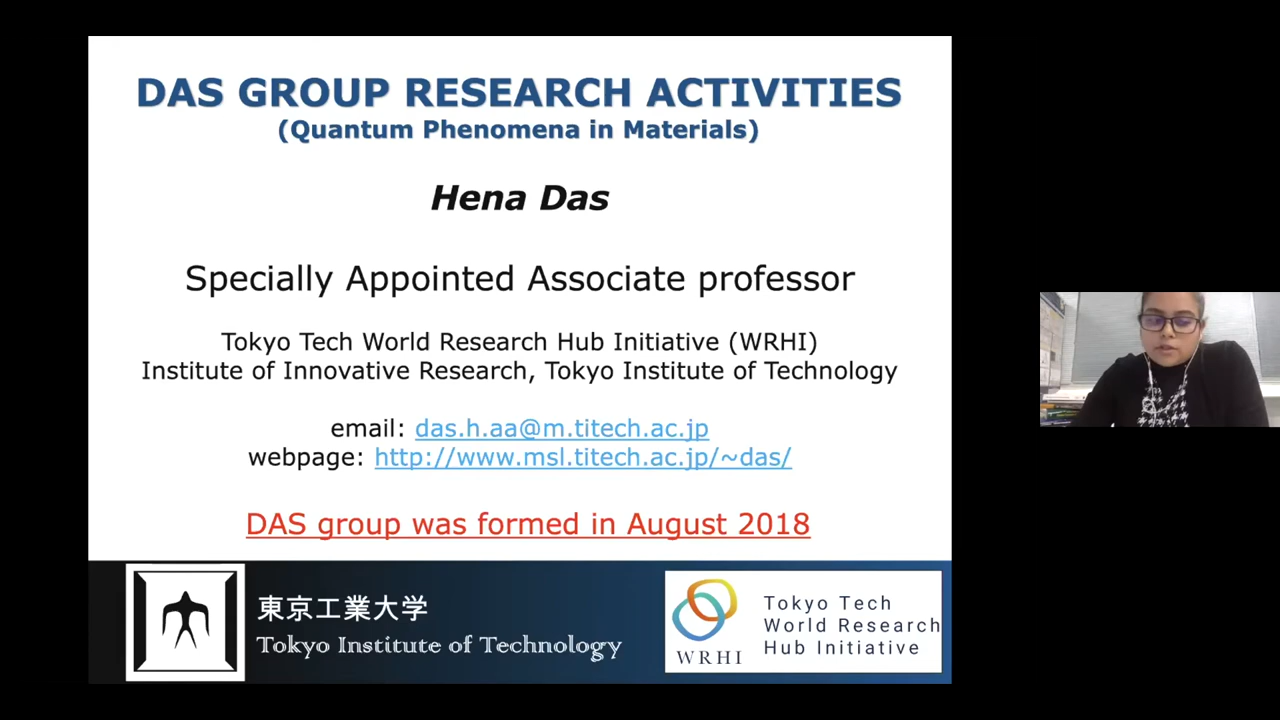 DAS GROUP RESEARCH ACTIVITIES
(Quantum Phenomena in Materials)
Hena Das
Specially Appointed Associate professor
Tokyo Tech World Research Hub Initiative (WRHI)
Institute of Innovative Research, Tokyo Institute of Technology
email: das.h.aa@m.titech.ac.jp
webpage: http://www.msl.titech.ac.jp/~das/
DAS group was formed in August 2018
東京工業大学
Tokyo Institute of Technology
WRHI
Tokyo Tech
World Research
Hub Initiative